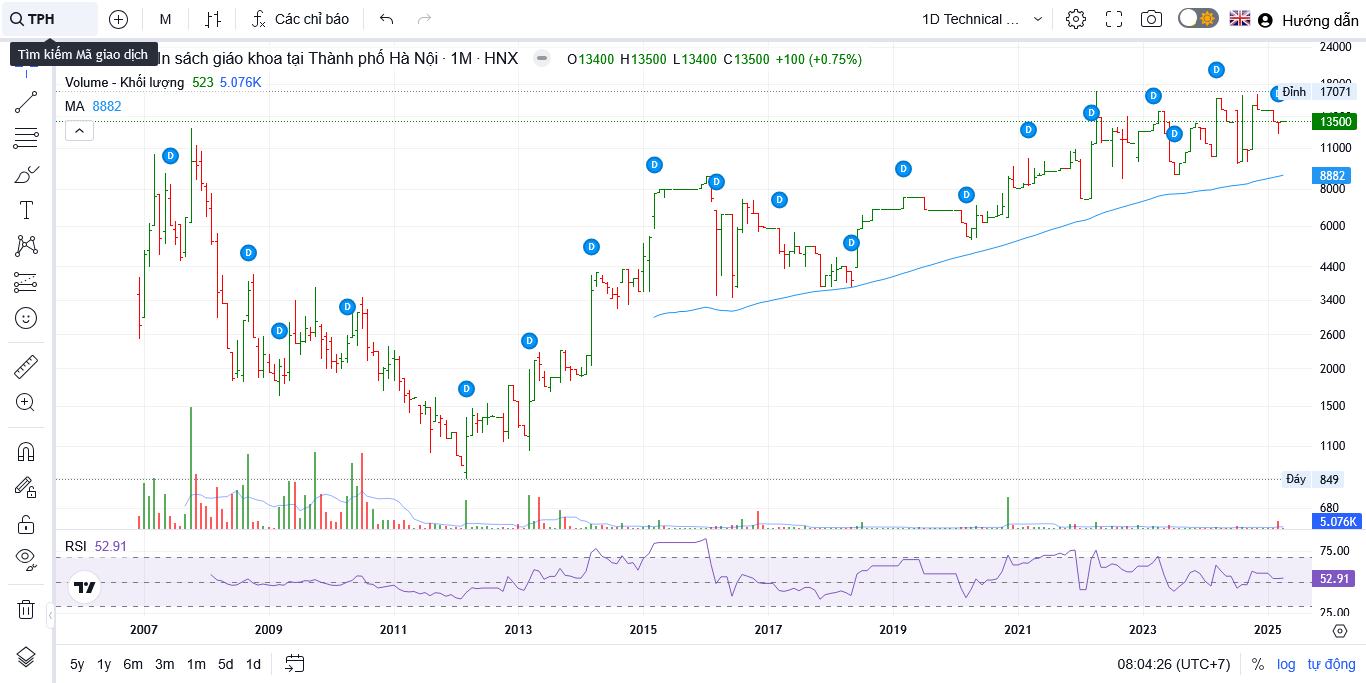 TPH
M
Các chỉ báo
1D Technical ...
Hướng dẫn
Tìm kiếm Mã giao dịch
In sách giáo khoa tại Thành phố Hà Nội · 1M · HNX
O13400 H13500 L13400 C13500 +100 (+0.75%)
Volume - Khối lượng 523 5.076K
MA 8882
24000
Đỉnh 17071
13500
11000
8882
8000
6000
4400
3400
2600
2000
1500
1100
Đáy 849
680
5.076K
D D D D D D D D D D D D D D D D D D
RSI 52.91
75.00
52.91
25.00
2007 2009 2011 2013 2015 2017 2019 2021 2023 2025
5y 1y 6m 3m 1m 5d 1d
08:04:26 (UTC+7) % log tự động